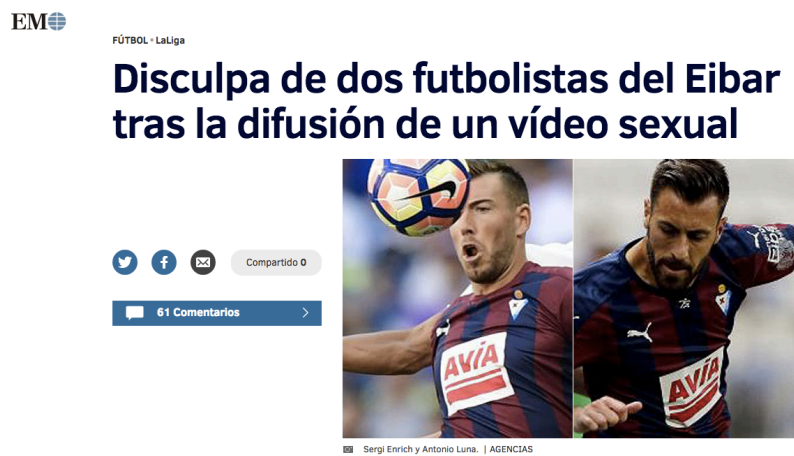 EM
FÚTBOL • LaLiga
Disculpa de dos futbolistas del Eibar
tras la difusión de un vídeo sexual
Compartido 0
61 Comentarios
AVIA
AVIA
Sergi Enrich y Antonio Luna. | AGENCIAS